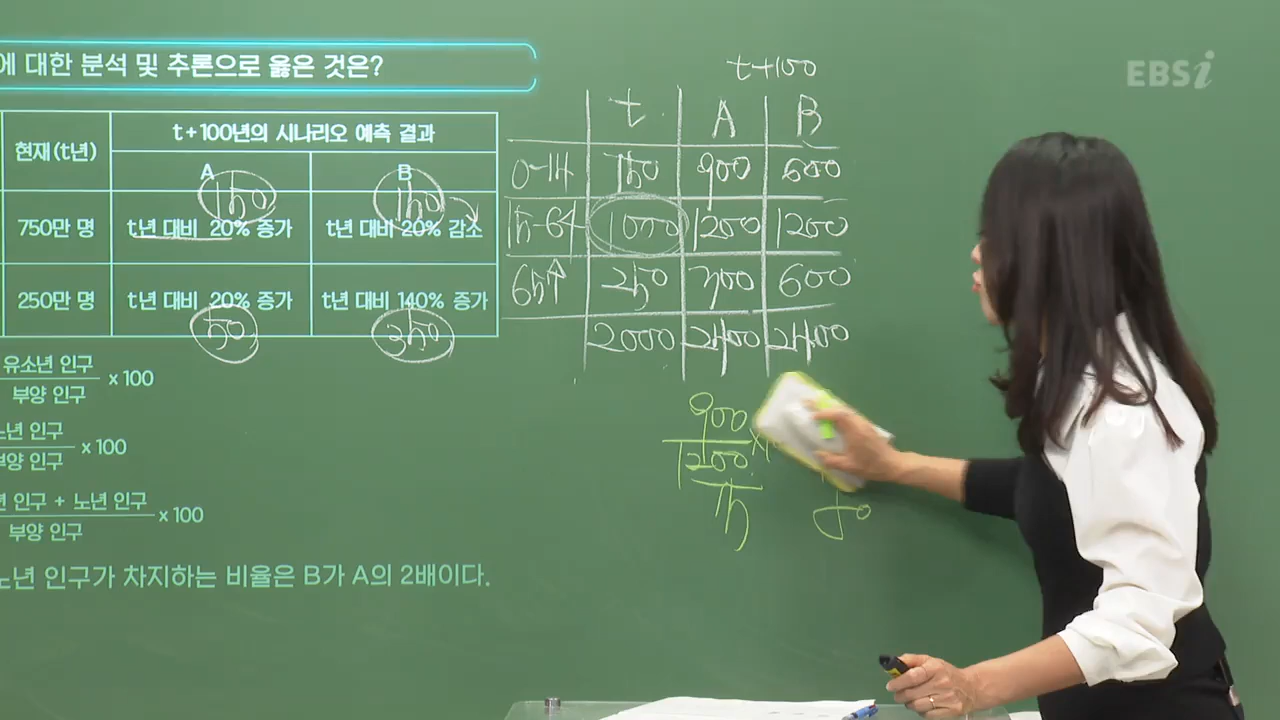 에 대한 분석 및 추론으로 옳은 것은?
EBSi
현재(t년)
t+100년의 시나리오 예측 결과
A
B
750만 명
t년 대비 20% 증가
t년 대비 20% 감소
150
150
250만 명
t년 대비 20% 증가
t년 대비 140% 증가
50
350
유소년 인구
부양 인구
x 100
노년 인구
부양 인구
x 100
년 인구 + 노년 인구
부양 인구
x 100
노년 인구가 차지하는 비율은 B가 A의 2배이다.
t+100
t
A
B
0-14
750
900
600
15-64
1000
1200
1200
65↑
250
300
600
2000
2400
2400
900
1200
75
50